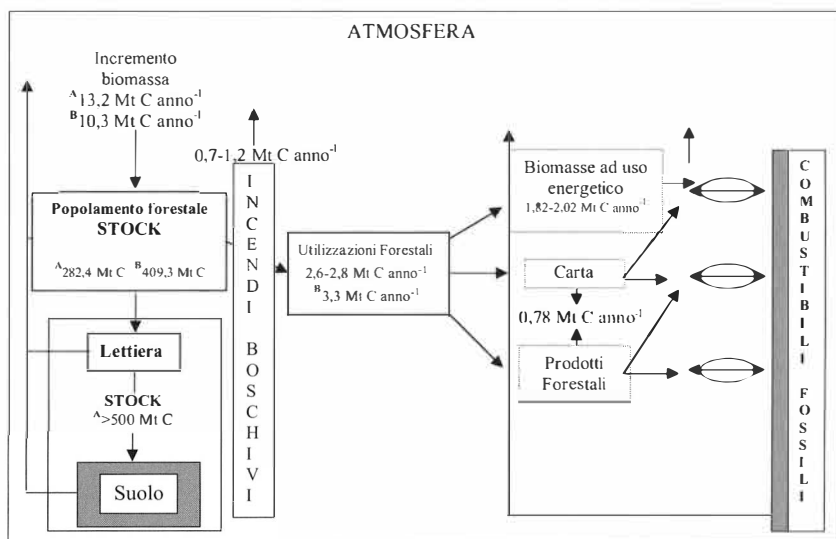 ATMOSFERA
Incremento
biomassa
ᴬ13,2 Mt C anno⁻¹
ᴮ10,3 Mt C anno⁻¹
0,7-1,2 Mt C anno⁻¹
Popolamento forestale
STOCK
ᴬ282,4 Mt C ᴮ409,3 Mt C
Lettiera
STOCK
ᴬ>500 Mt C
Suolo
INCENDI BOSCHIVI
Utilizzazioni Forestali
2,6-2,8 Mt C anno⁻¹
ᴮ3,3 Mt C anno⁻¹
Biomasse ad uso
energetico
1,82-2.02 Mt C anno⁻¹
Carta
0,78 Mt C anno⁻¹
Prodotti
Forestali
COMBUSTIBILI FOSSILI